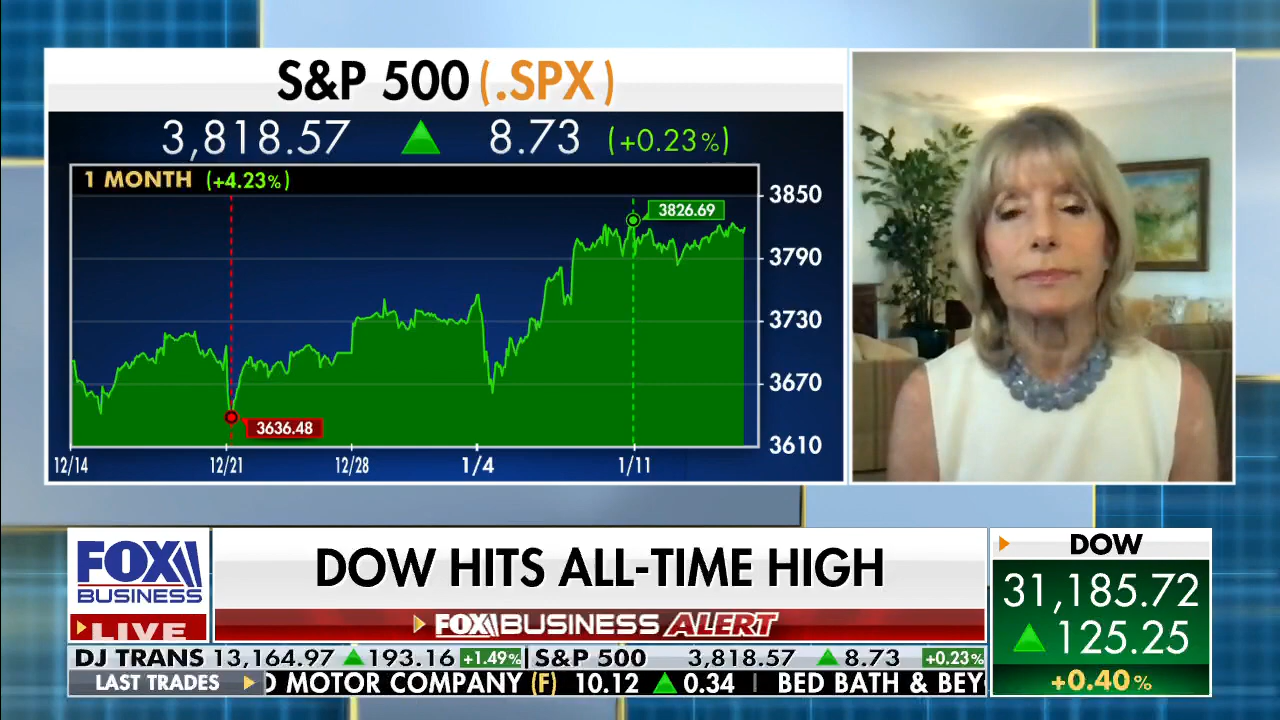 S&P 500 (.SPX)
3,818.57 ▲ 8.73 (+0.23%)
1 MONTH (+4.23%)
3850
3826.69
3790
3730
3670
3636.48
3610
12/14 12/21 12/28 1/4 1/11
FOX BUSINESS
LIVE
DOW HITS ALL-TIME HIGH
FOX BUSINESS ALERT
DOW
31,185.72
▲ 125.25
+0.40%
DJ TRANS 13,164.97 ▲ 193.16 +1.49% S&P 500 3,818.57 ▲ 8.73 +0.23%
LAST TRADES D MOTOR COMPANY (F) 10.12 ▲ 0.34 | BED BATH & BEY